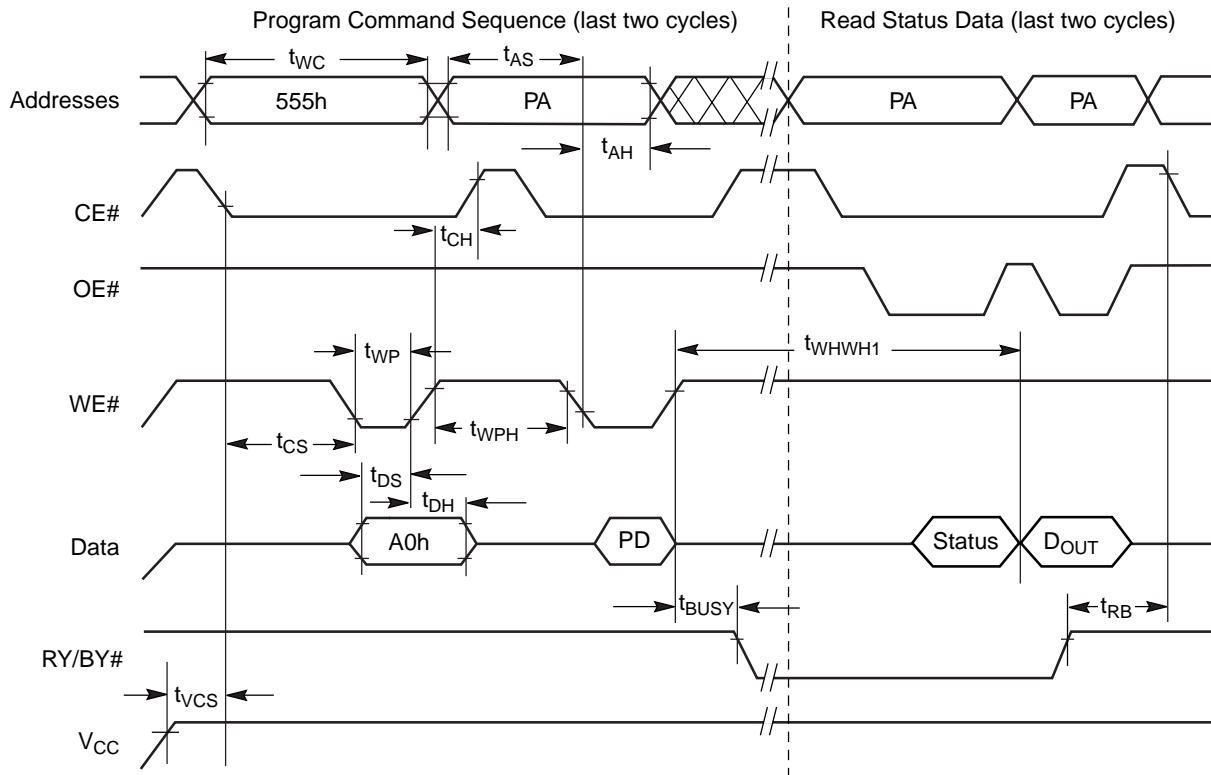 Program Command Sequence (last two cycles)
Read Status Data (last two cycles)
tWC
tAS
Addresses
555h
PA
PA
PA
tAH
CE#
tCH
OE#
tWP
tWHWH1
WE#
tCS
tWPH
tDS
tDH
Data
A0h
PD
Status
DOUT
tBUSY
tRB
RY/BY#
tVCS
VCC